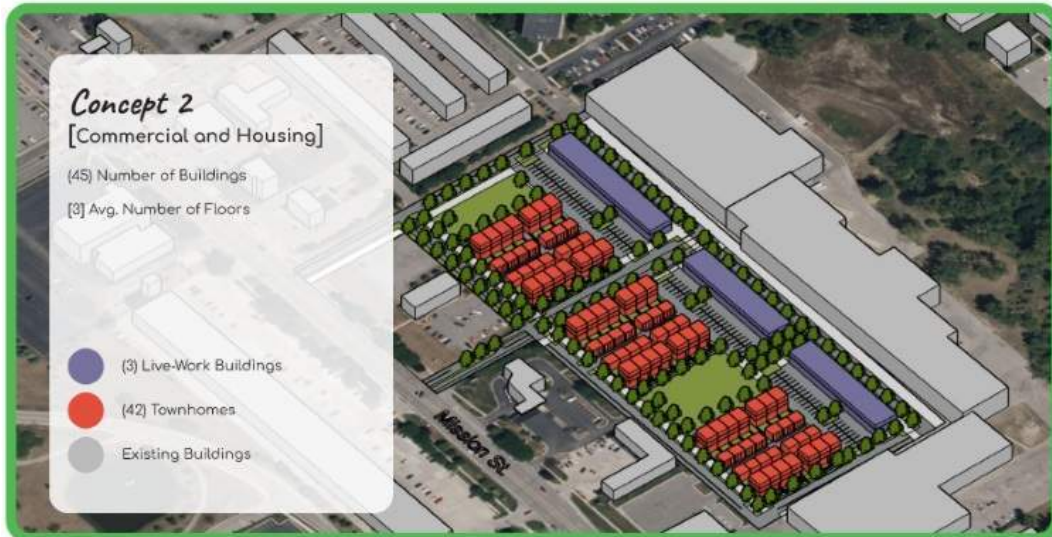 Concept 2
[Commercial and Housing]
(45) Number of Buildings
[3] Avg. Number of Floors
(3) Live-Work Buildings
(42) Townhomes
Existing Buildings
Mission St.